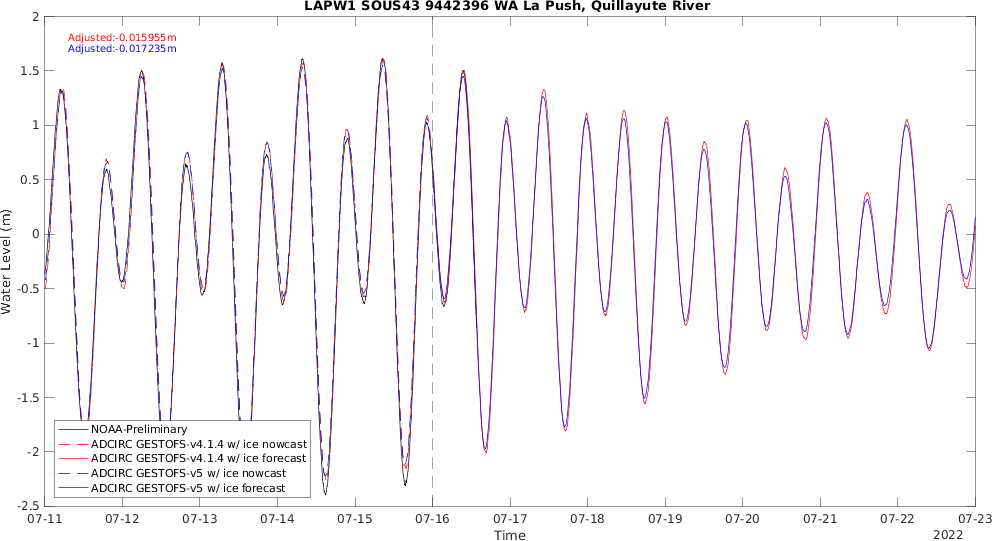 LAPW1 SOUS43 9442396 WA La Push, Quillayute River
Adjusted:-0.015955m
Adjusted:-0.017235m
Water Level (m)
2
1.5
1
0.5
0
-0.5
-1
-1.5
-2
-2.5
NOAA-Preliminary
ADCIRC GESTOFS-v4.1.4 w/ ice nowcast
ADCIRC GESTOFS-v4.1.4 w/ ice forecast
ADCIRC GESTOFS-v5 w/ ice nowcast
ADCIRC GESTOFS-v5 w/ ice forecast
07-11 07-12 07-13 07-14 07-15 07-16 07-17 07-18 07-19 07-20 07-21 07-22 07-23
Time
2022